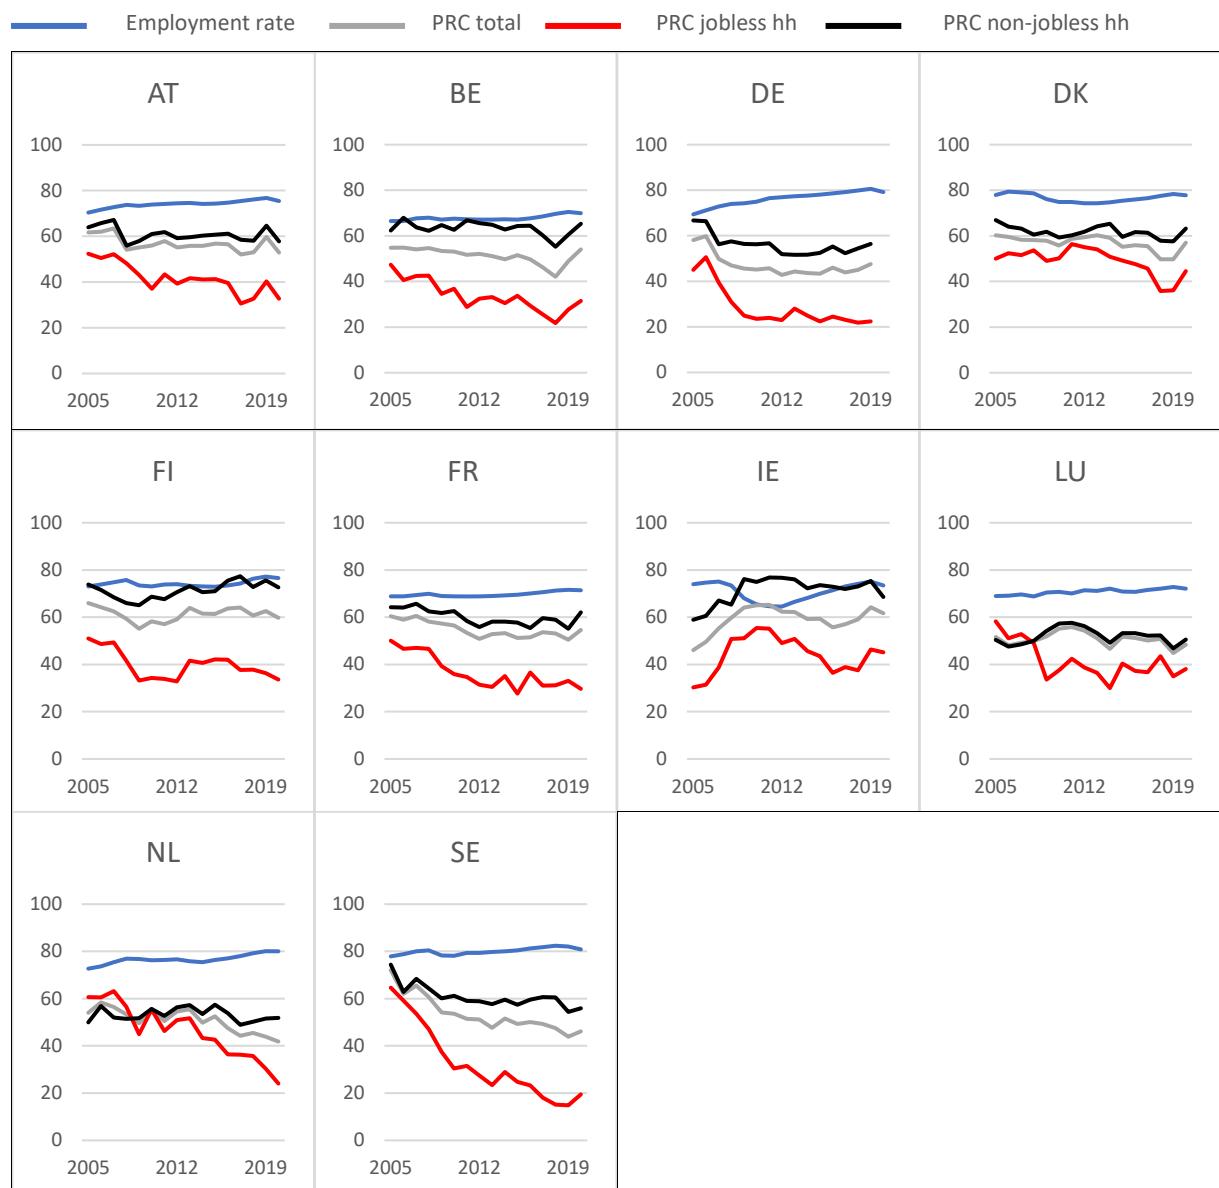 Employment rate PRC total PRC jobless hh PRC non-jobless hh
AT BE DE DK
100 100 100 100
80 80 80 80
60 60 60 60
40 40 40 40
20 20 20 20
0 0 0 0
2005 2012 2019 2005 2012 2019 2005 2012 2019 2005 2012 2019
FI FR IE LU
100 100 100 100
80 80 80 80
60 60 60 60
40 40 40 40
20 20 20 20
0 0 0 0
2005 2012 2019 2005 2012 2019 2005 2012 2019 2005 2012 2019
NL SE
100 100
80 80
60 60
40 40
20 20
0 0
2005 2012 2019 2005 2012 2019